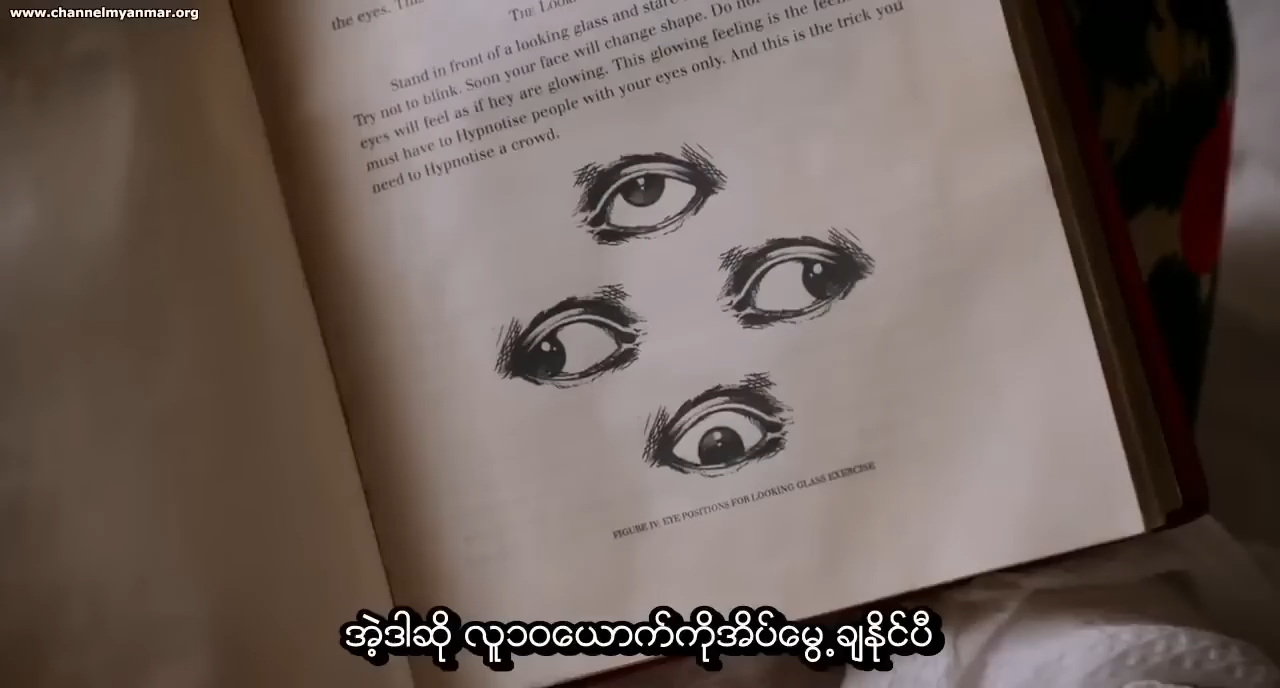 www.channelmyanmar.org
the eyes.
THE LOOK
Stand in front of a looking glass and stare
Try not to blink. Soon your face will change shape. Do not
eyes will feel as if hey are glowing. This glowing feeling is the
must have to Hypnotise people with your eyes only. And this is the trick you
need to Hypnotise a crowd.
FIGURE IV: EYE POSITIONS FOR LOOKING GLASS EXERCISE
အဲ့ဒါဆို လူ၁၀ယောက်ကိုအိပ်မွေ့ချနိုင်ပီ